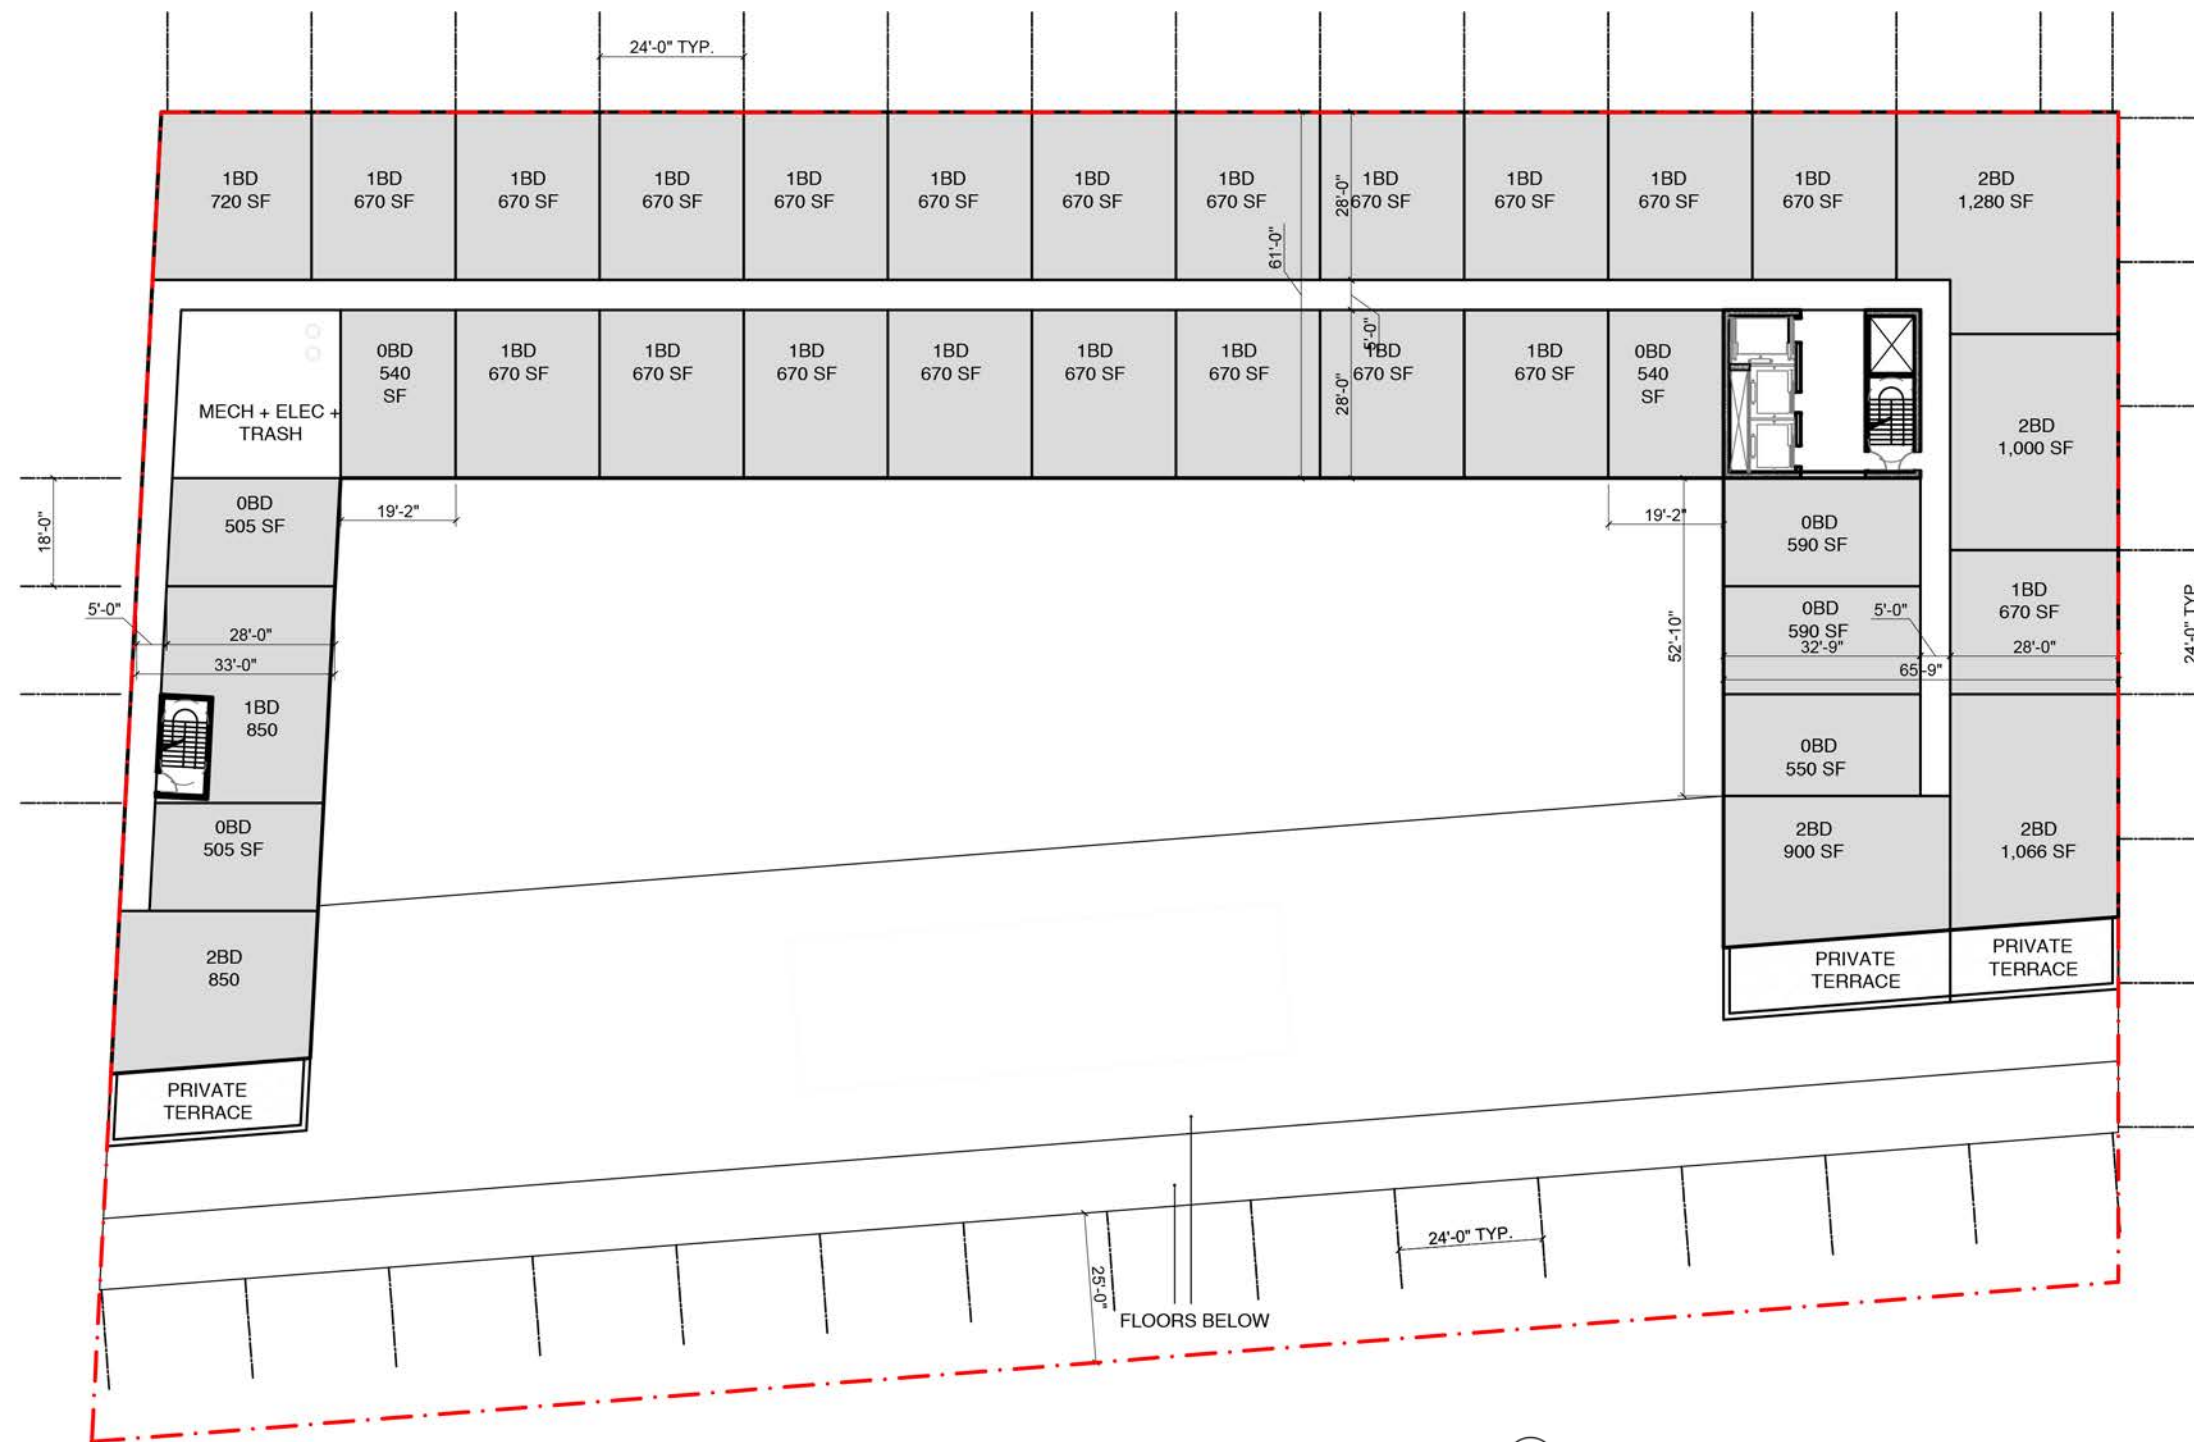 24'-0" TYP.
1BD
720 SF
1BD
670 SF
1BD
670 SF
1BD
670 SF
1BD
670 SF
1BD
670 SF
1BD
670 SF
1BD
670 SF
1BD
670 SF
1BD
670 SF
1BD
670 SF
1BD
670 SF
2BD
1,280 SF
28'-0"
61'-0"
5'-0"
28'-0"
MECH + ELEC +
TRASH
0BD
540
SF
1BD
670 SF
1BD
670 SF
1BD
670 SF
1BD
670 SF
1BD
670 SF
1BD
670 SF
1BD
670 SF
1BD
670 SF
0BD
540
SF
2BD
1,000 SF
18'-0"
0BD
505 SF
19'-2"
19'-2"
0BD
590 SF
5'-0"
28'-0"
33'-0"
52'-10"
0BD
590 SF
32'-9"
5'-0"
1BD
670 SF
28'-0"
65'-9"
24'-0" TYP.
1BD
850
0BD
550 SF
0BD
505 SF
2BD
900 SF
2BD
1,066 SF
2BD
850
PRIVATE
TERRACE
PRIVATE
TERRACE
PRIVATE
TERRACE
24'-0" TYP.
25'-0"
FLOORS BELOW